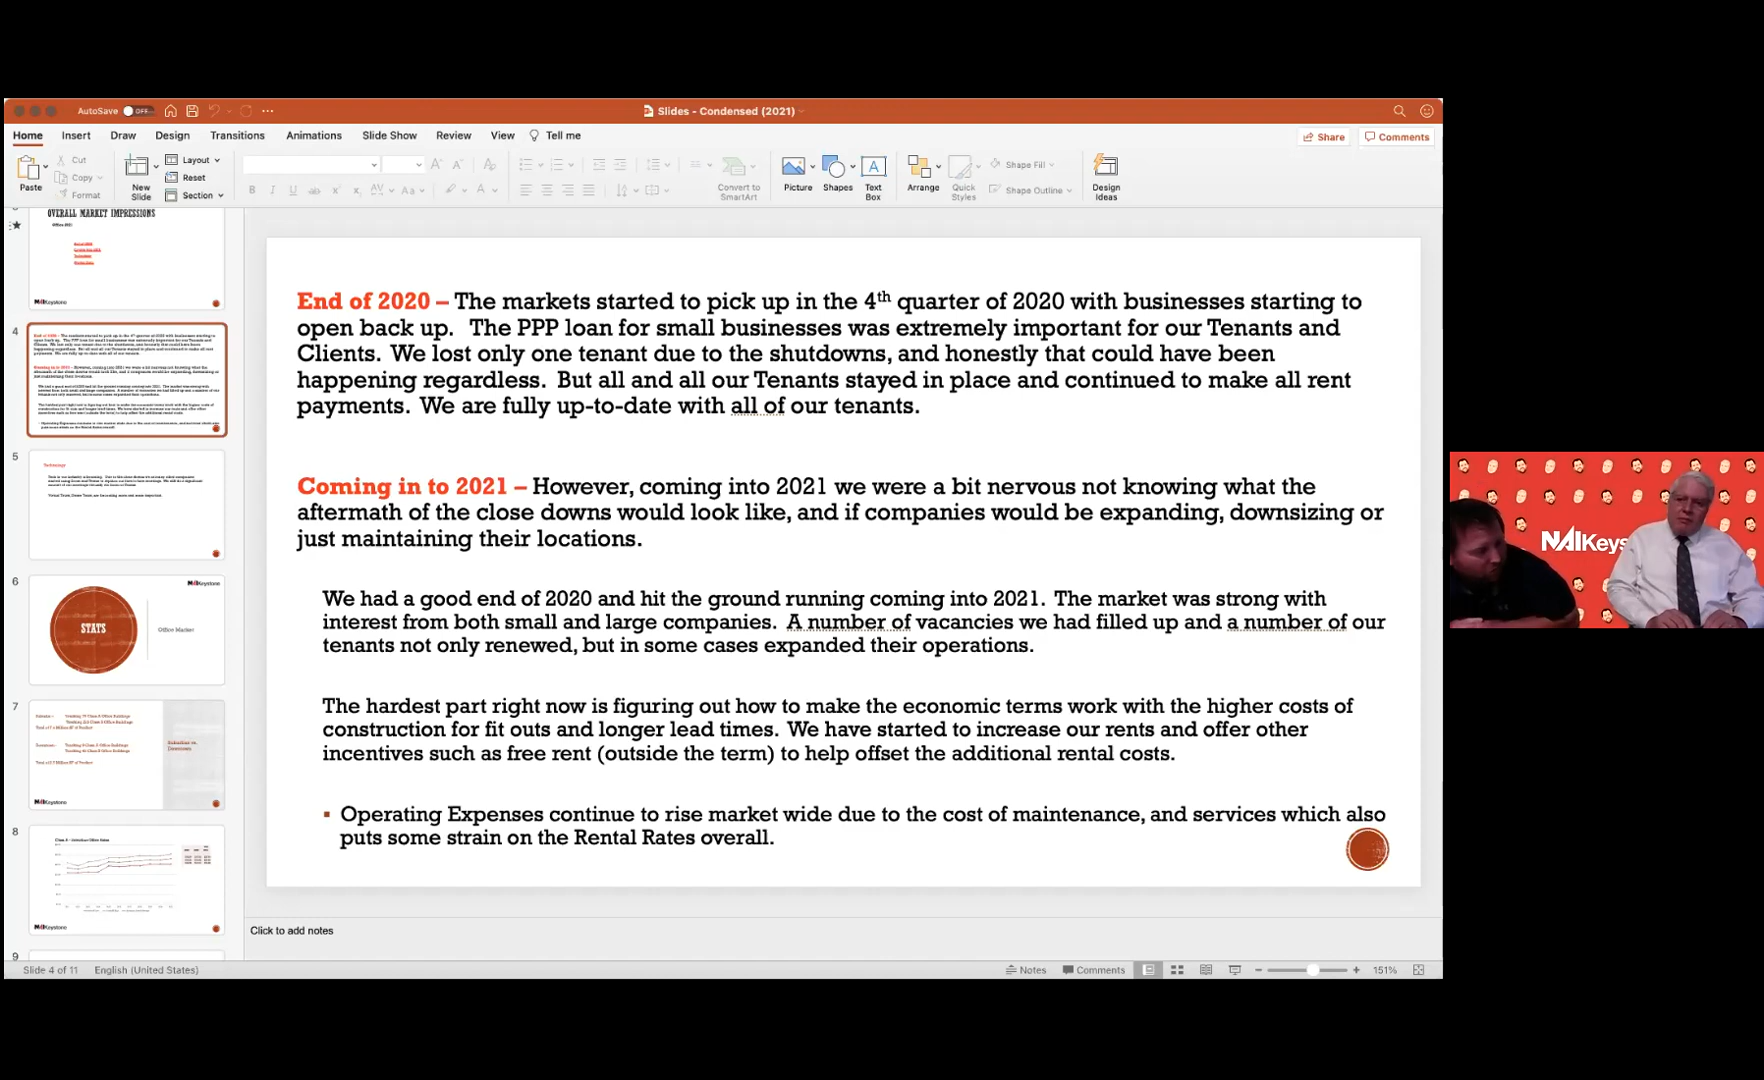 AutoSave OFF
Slides - Condensed (2021)
Home Insert Draw Design Transitions Animations Slide Show Review View Tell me
Share Comments
Paste
Cut
Copy
Format
New Slide
Layout
Reset
Section
Convert to SmartArt
Picture
Shapes
Text Box
Arrange
Quick Styles
Shape Fill
Shape Outline
Design Ideas
OVERALL MARKET IMPRESSIONS
Office 2021
NAIKeystone
4
5
Technology
6
NAIKeystone
STATS
Office Market
7
Suburban vs. Downtown
NAIKeystone
8
NAIKeystone
9
End of 2020 – The markets started to pick up in the 4th quarter of 2020 with businesses starting to
open back up. The PPP loan for small businesses was extremely important for our Tenants and
Clients. We lost only one tenant due to the shutdowns, and honestly that could have been
happening regardless. But all and all our Tenants stayed in place and continued to make all rent
payments. We are fully up-to-date with all of our tenants.
Coming in to 2021 – However, coming into 2021 we were a bit nervous not knowing what the
aftermath of the close downs would look like, and if companies would be expanding, downsizing or
just maintaining their locations.
We had a good end of 2020 and hit the ground running coming into 2021. The market was strong with
interest from both small and large companies. A number of vacancies we had filled up and a number of our
tenants not only renewed, but in some cases expanded their operations.
The hardest part right now is figuring out how to make the economic terms work with the higher costs of
construction for fit outs and longer lead times. We have started to increase our rents and offer other
incentives such as free rent (outside the term) to help offset the additional rental costs.
▪ Operating Expenses continue to rise market wide due to the cost of maintenance, and services which also
puts some strain on the Rental Rates overall.
NAIKeys
Click to add notes
Slide 4 of 11 English (United States)
Notes Comments 151%